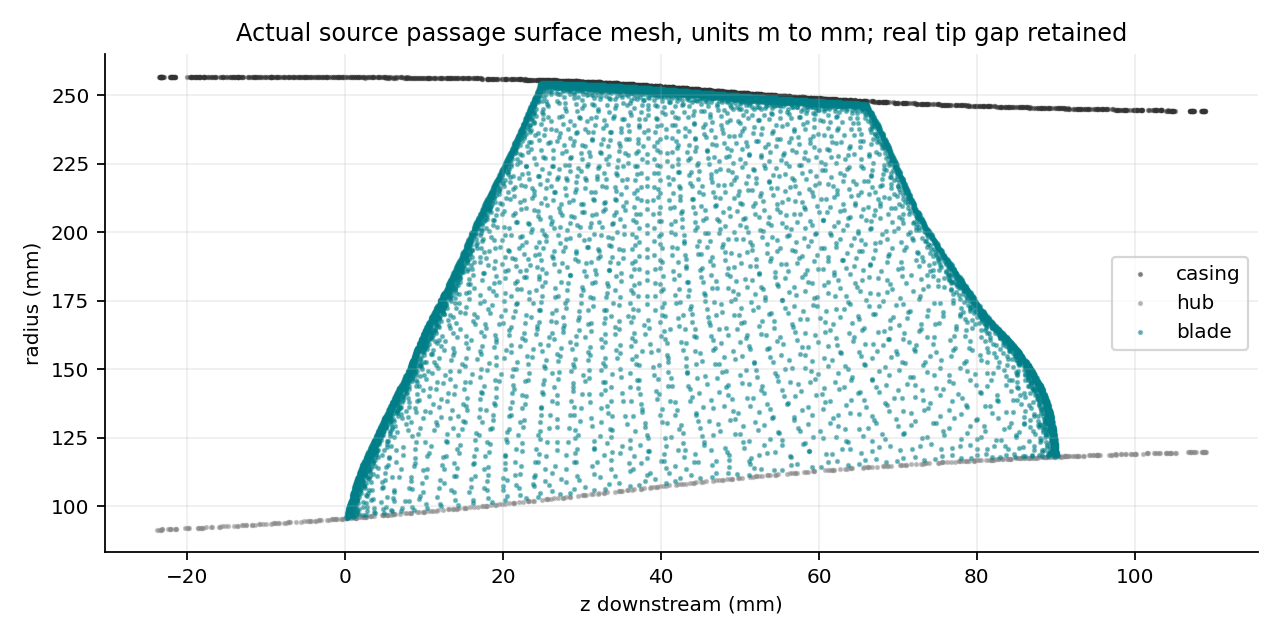 Actual source passage surface mesh, units m to mm; real tip gap retained
250
225
200
175
150
125
100
radius (mm)
casing
hub
blade
−20
0
20
40
60
80
100
z downstream (mm)